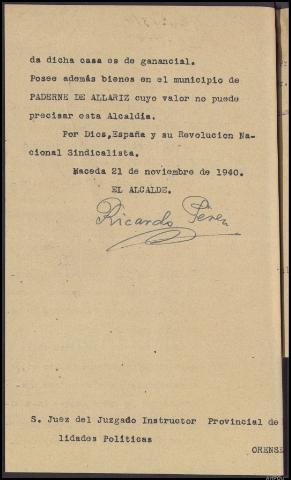 da dicha casa es de ganancial.
Posee además bienes en el municipio de
PADERNE DE ALLARIZ cuyo valor no puede
precisar esta Alcaldia.
Por Dios,España y su Revolucion Na-
cional Sindicalista.
Maceda 21 de noviembre de 1940.
EL ALCALDE.
Ricardo Pérez
S. Juez del Juzgado Instructor Provincial de
lidades Politicas
ORENSE